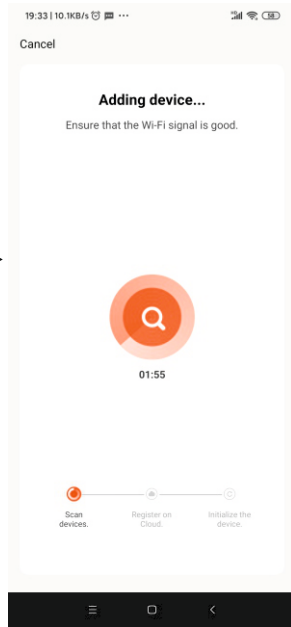 19:33 | 10.1KB/s
58
Cancel
Adding device...
Ensure that the Wi-Fi signal is good.
01:55
Scan devices.
Register on Cloud.
Initialize the device.